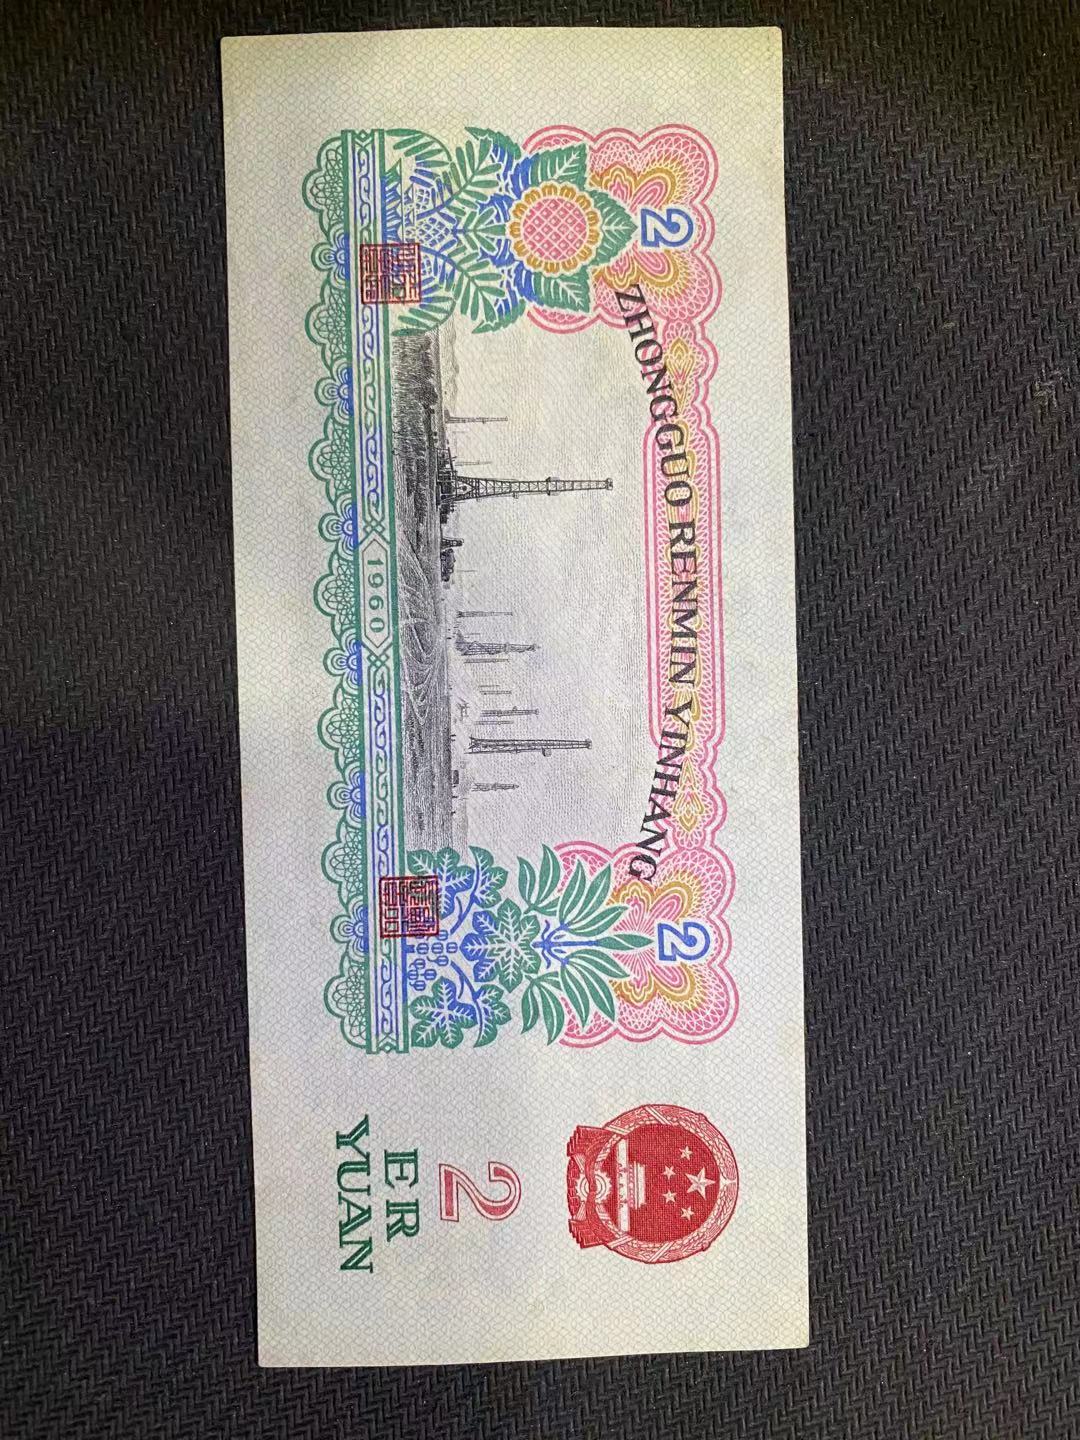 2
ZHONGGUO RENMIN YINHANG
2
1960
2
ER
YUAN